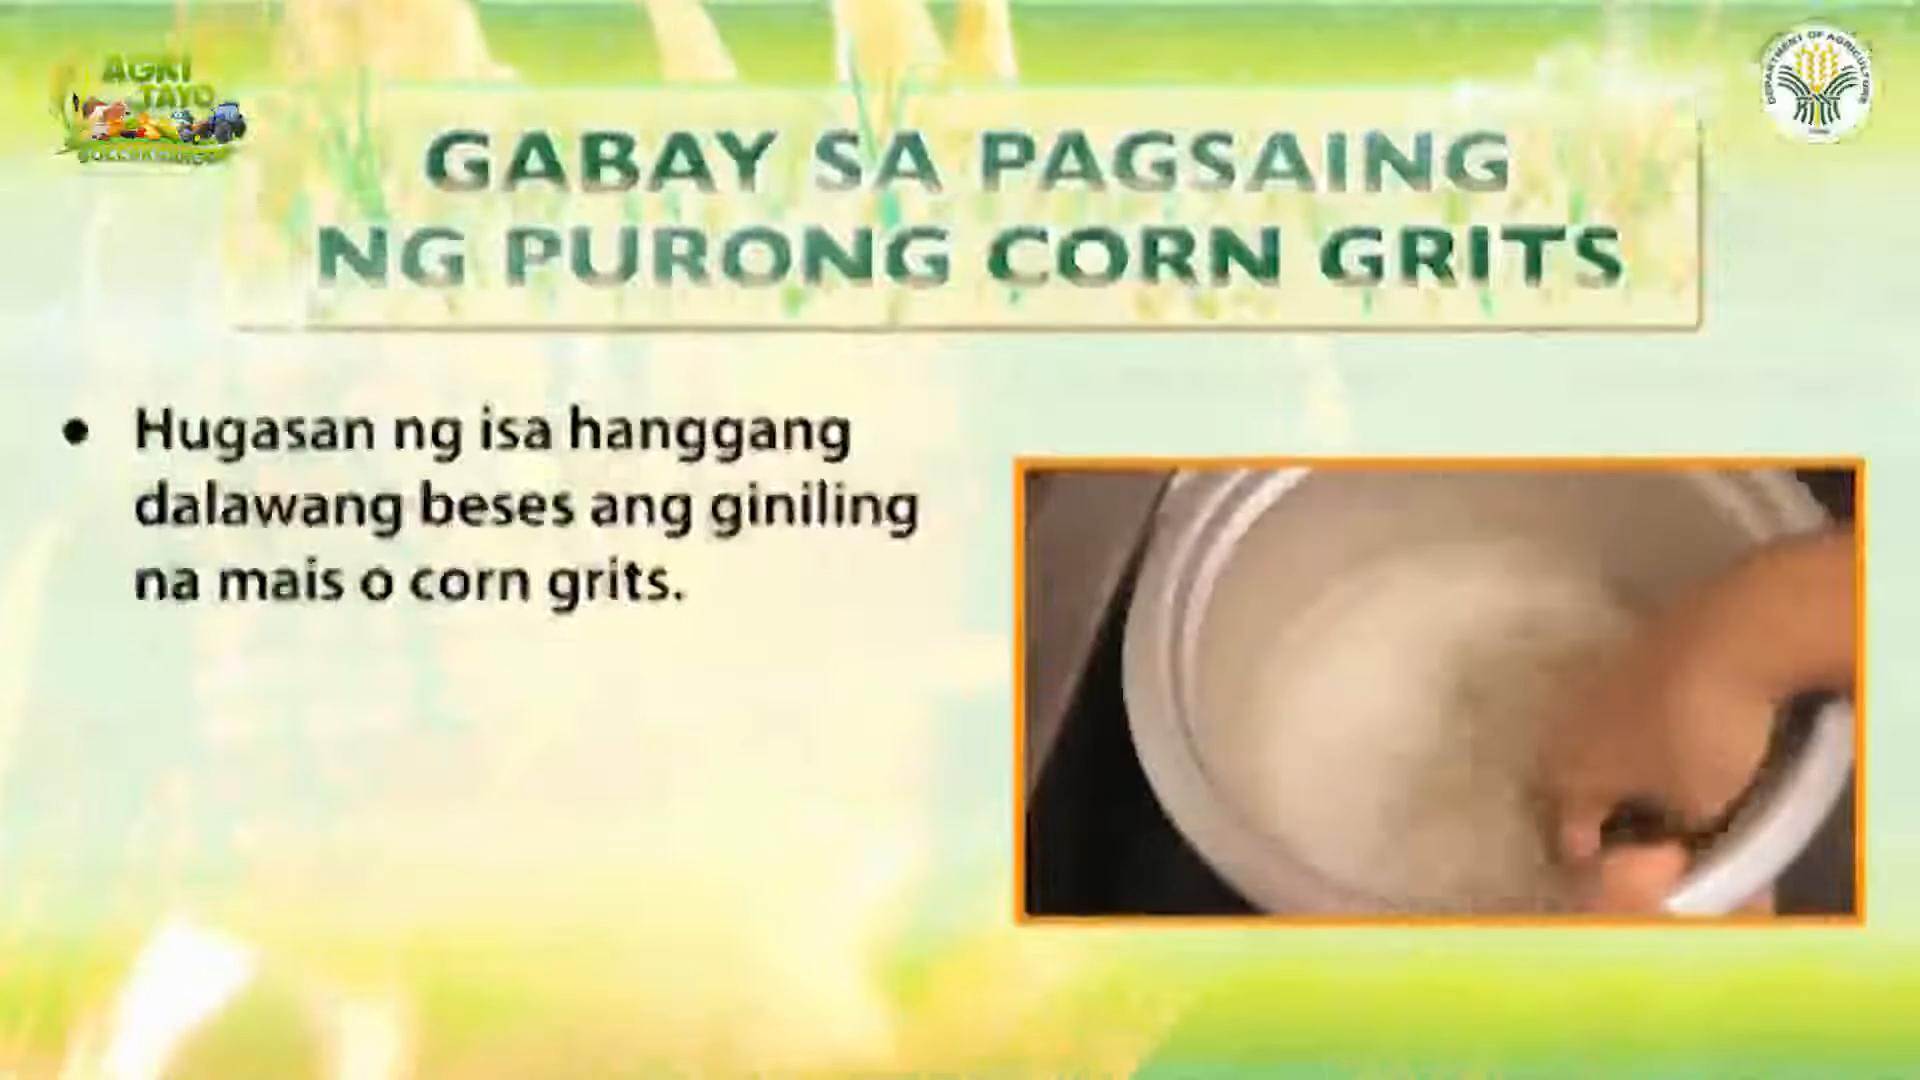 AGRI
TAYO
SOCCSKSARGEN
DEPARTMENT OF AGRICULTURE
GABAY SA PAGSAING
NG PURONG CORN GRITS
• Hugasan ng isa hanggang
dalawang beses ang giniling
na mais o corn grits.